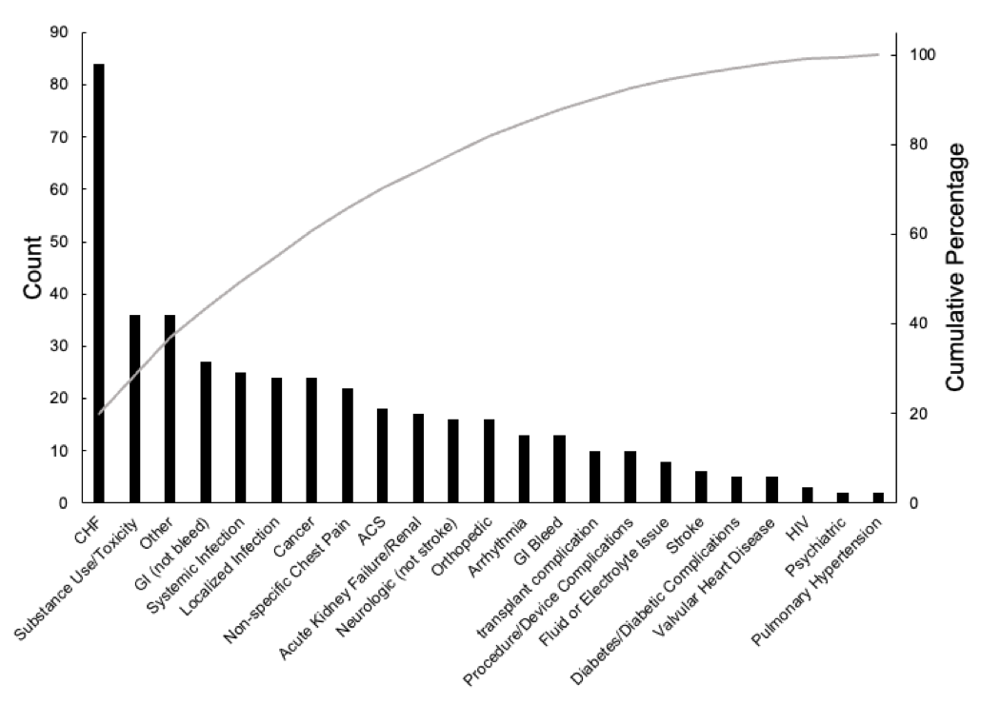 90
80
70
60
50
40
30
20
10
0
Count
100
80
60
40
20
0
Cumulative Percentage
CHF
Substance Use/Toxicity
Other
GI (not bleed)
Systemic Infection
Localized Infection
Cancer
Non-specific Chest Pain
ACS
Acute Kidney Failure/Renal
Neurologic (not stroke)
Orthopedic
Arrhythmia
GI Bleed
transplant complication
Procedure/Device Complications
Fluid or Electrolyte Issue
Stroke
Diabetes/Diabetic Complications
Valvular Heart Disease
HIV
Psychiatric
Pulmonary Hypertension